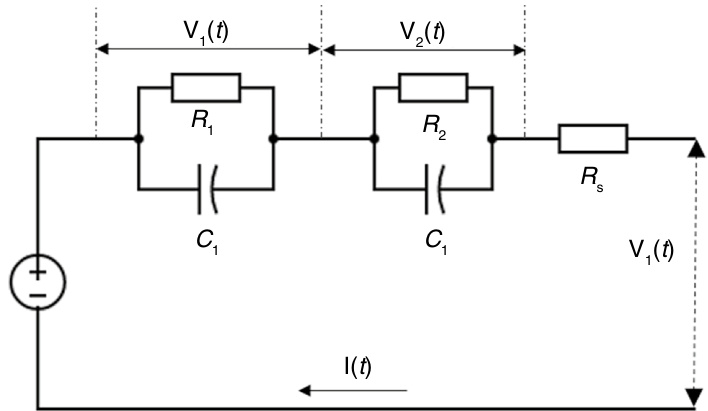 V₁(t)
V₂(t)
R₁
R₂
Rₛ
C₁
C₁
V₁(t)
+
−
I(t)